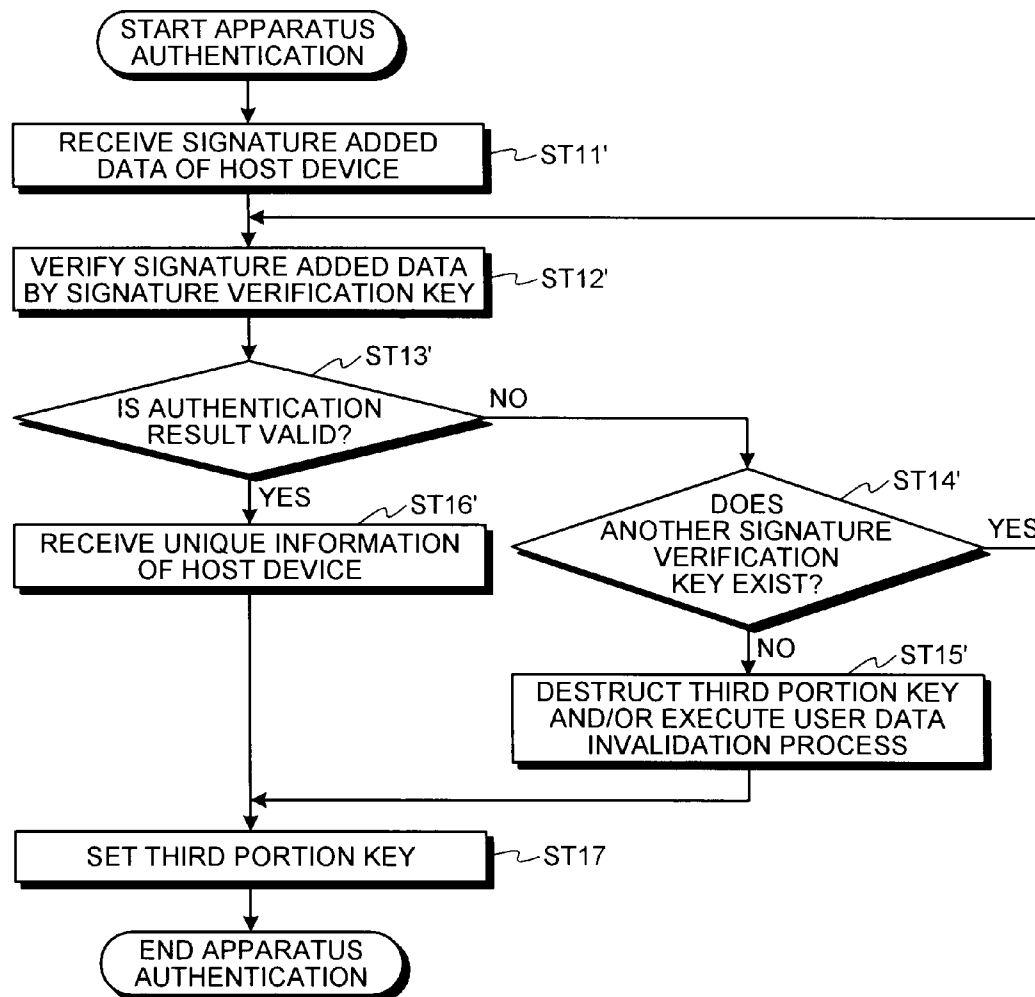 START APPARATUS
AUTHENTICATION
RECEIVE SIGNATURE ADDED
DATA OF HOST DEVICE
ST11'
VERIFY SIGNATURE ADDED DATA
BY SIGNATURE VERIFICATION KEY
ST12'
ST13'
IS AUTHENTICATION
RESULT VALID?
NO
YES
ST14'
DOES
ANOTHER SIGNATURE
VERIFICATION
KEY EXIST?
YES
ST16'
RECEIVE UNIQUE INFORMATION
OF HOST DEVICE
NO
ST15'
DESTRUCT THIRD PORTION KEY
AND/OR EXECUTE USER DATA
INVALIDATION PROCESS
SET THIRD PORTION KEY
ST17
END APPARATUS
AUTHENTICATION